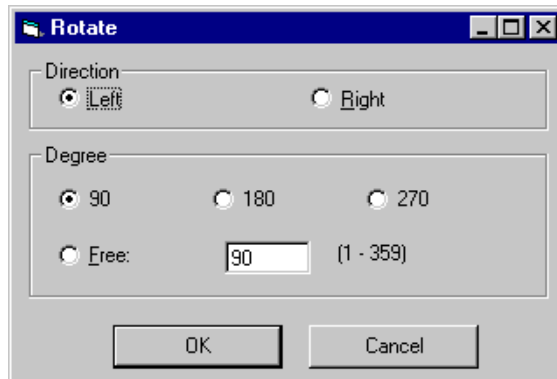 Rotate
Direction
Left Right
Degree
90 180 270
Free: 90 (1 - 359)
OK Cancel